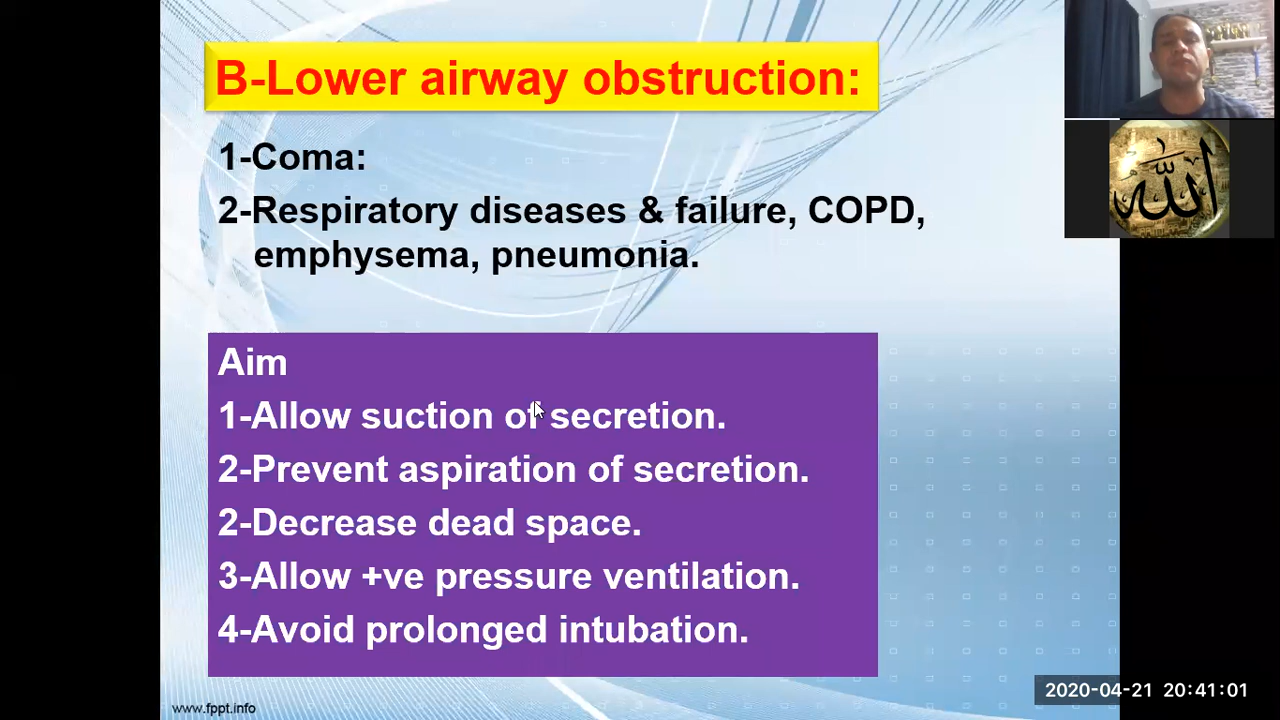 B-Lower airway obstruction:
1-Coma:
2-Respiratory diseases & failure, COPD,
emphysema, pneumonia.
الله
Aim
1-Allow suction of secretion.
2-Prevent aspiration of secretion.
2-Decrease dead space.
3-Allow +ve pressure ventilation.
4-Avoid prolonged intubation.
2020-04-21 20:41:01
www.fppt.info